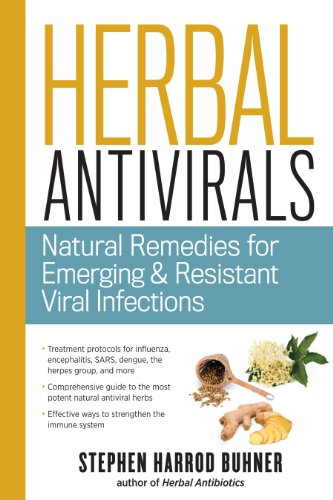 HERBAL
ANTIVIRALS
Natural Remedies for
Emerging & Resistant
Viral Infections
• Treatment protocols for influenza,
encephalitis, SARS, dengue, the
herpes group, and more
• Comprehensive guide to the most
potent natural antiviral herbs
• Effective ways to strengthen the
immune system
STEPHEN HARROD BUHNER
author of Herbal Antibiotics